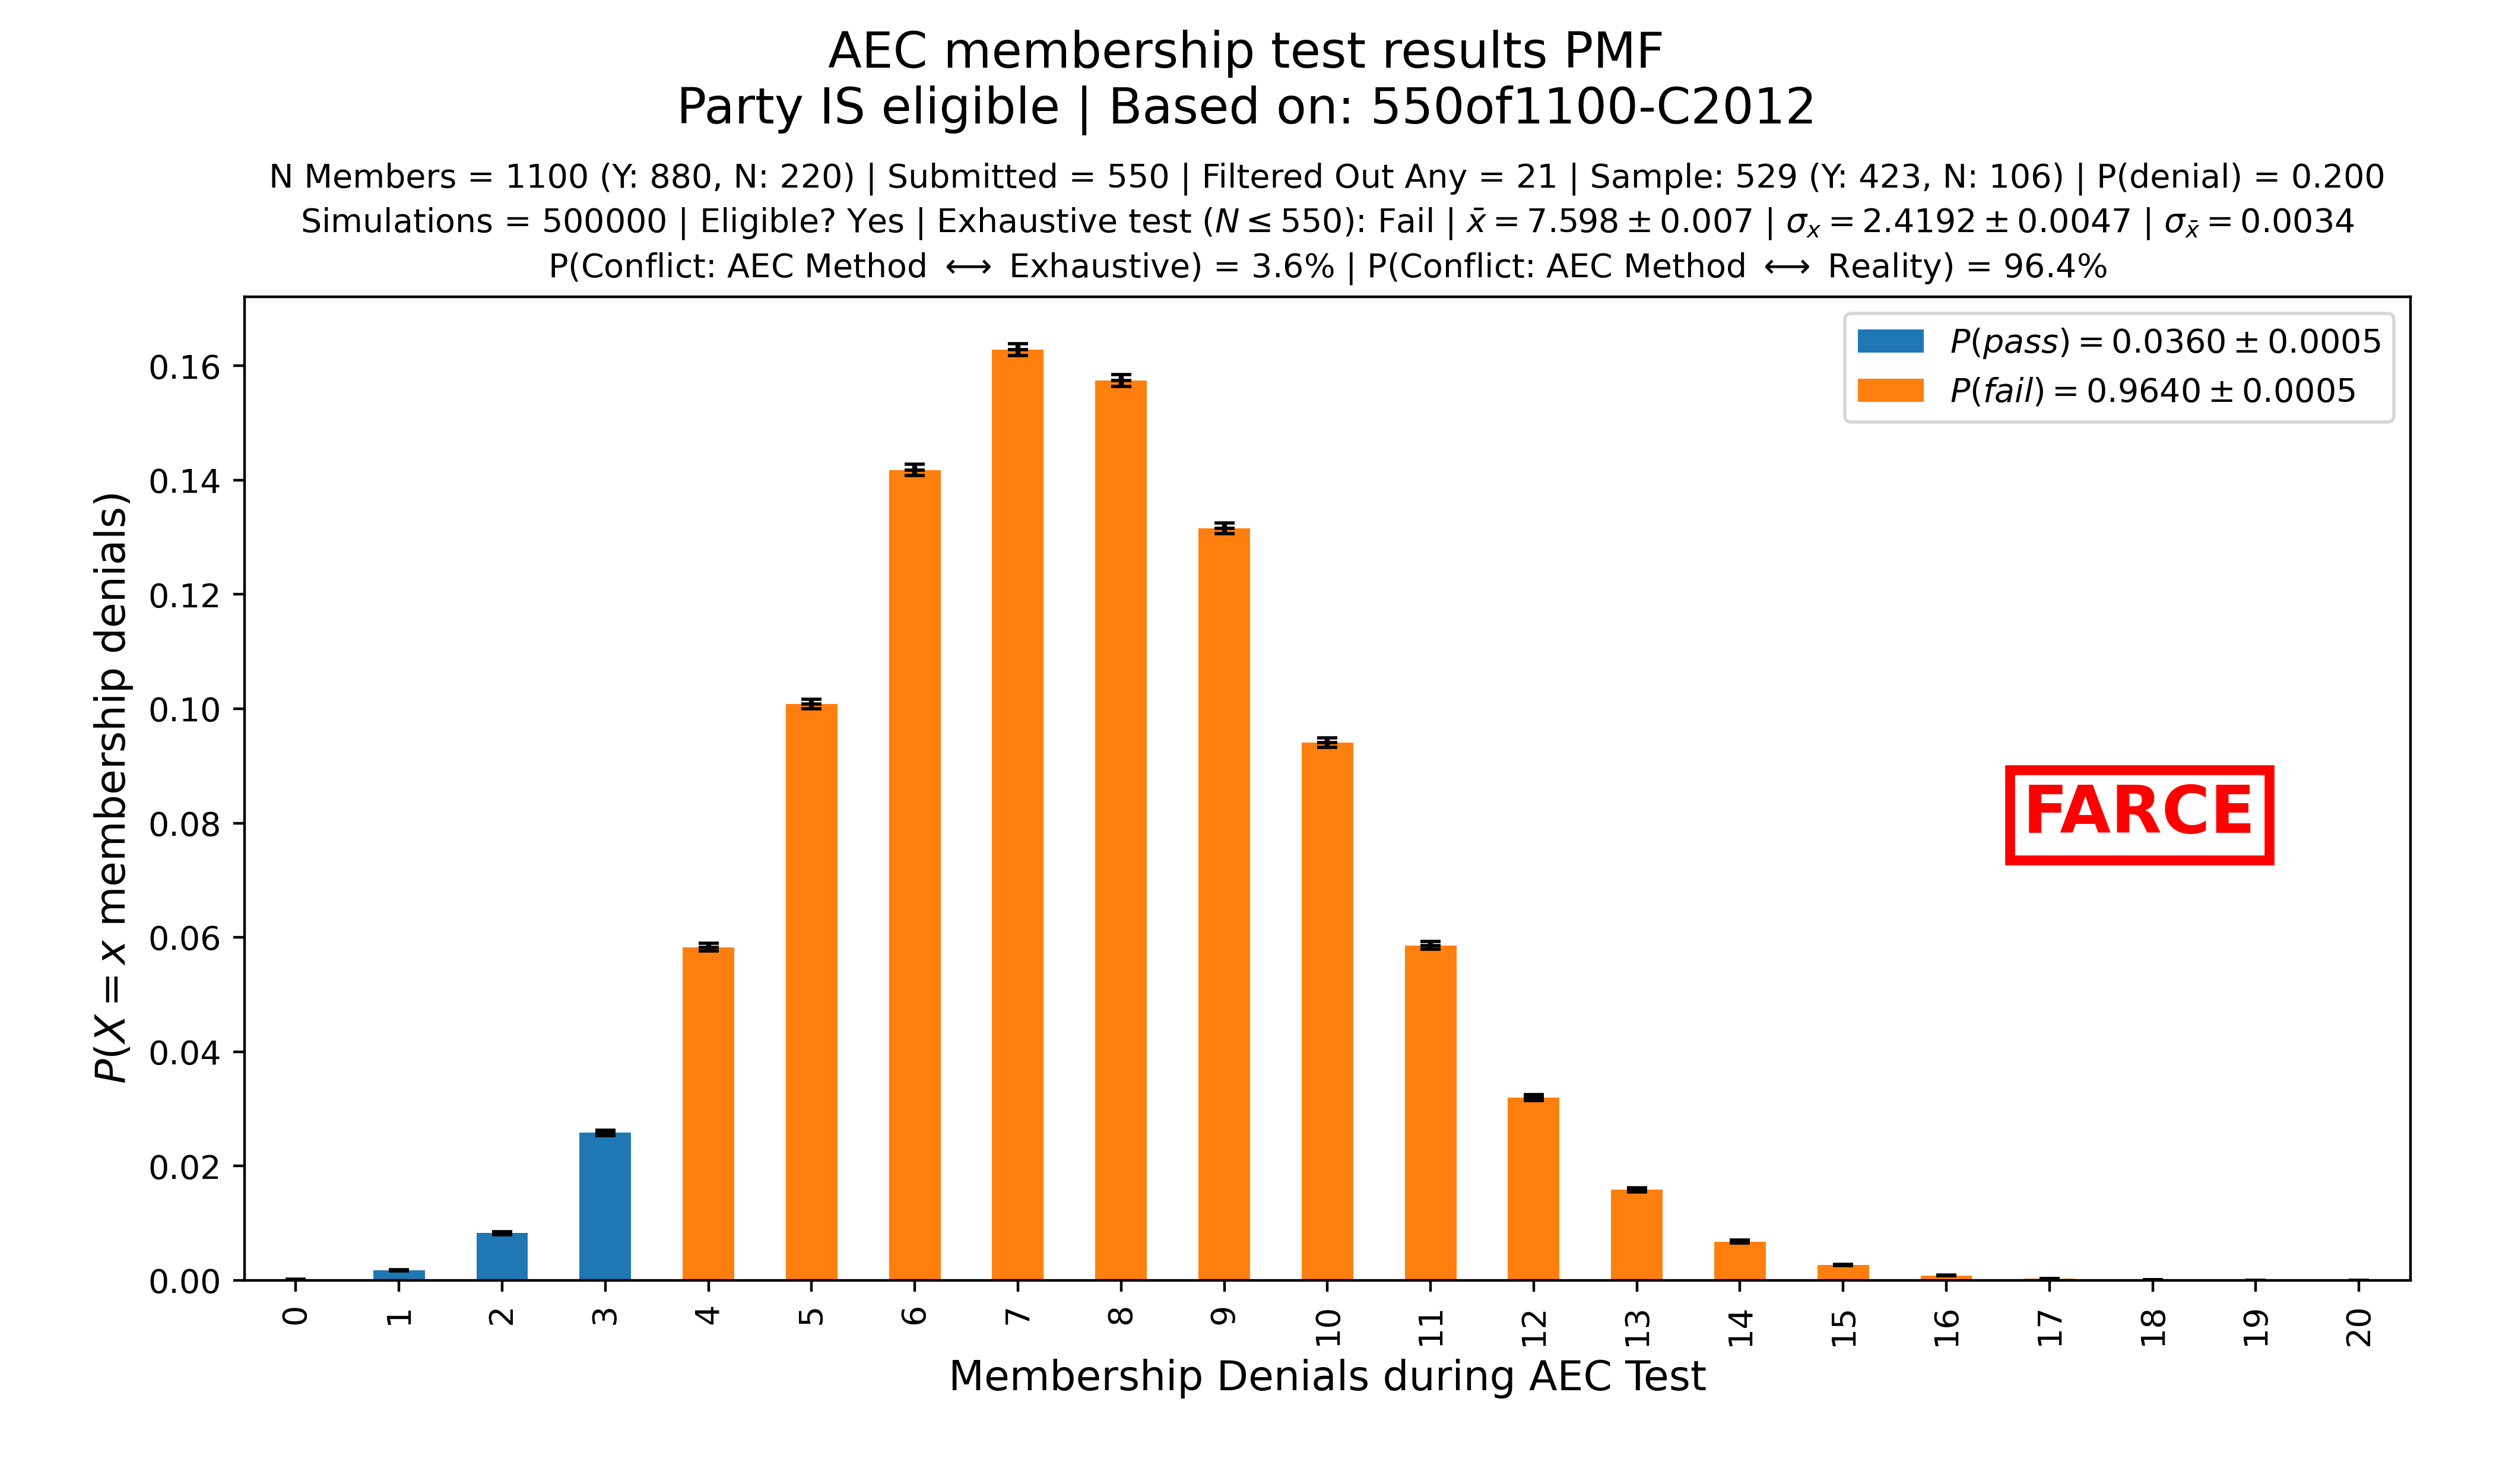 AEC membership test results PMF
Party IS eligible | Based on: 550of1100-C2012
N Members = 1100 (Y: 880, N: 220) | Submitted = 550 | Filtered Out Any = 21 | Sample: 529 (Y: 423, N: 106) | P(denial) = 0.200
Simulations = 500000 | Eligible? Yes | Exhaustive test (N ≤ 550): Fail | x̄ = 7.598 ± 0.007 | σₓ = 2.4192 ± 0.0047 | σ_x̄ = 0.0034
P(Conflict: AEC Method ⟷ Exhaustive) = 3.6% | P(Conflict: AEC Method ⟷ Reality) = 96.4%
P(pass) = 0.0360 ± 0.0005
P(fail) = 0.9640 ± 0.0005
P(X = x membership denials)
0.16
0.14
0.12
0.10
0.08
0.06
0.04
0.02
0.00
FARCE
0 1 2 3 4 5 6 7 8 9 10 11 12 13 14 15 16 17 18 19 20
Membership Denials during AEC Test